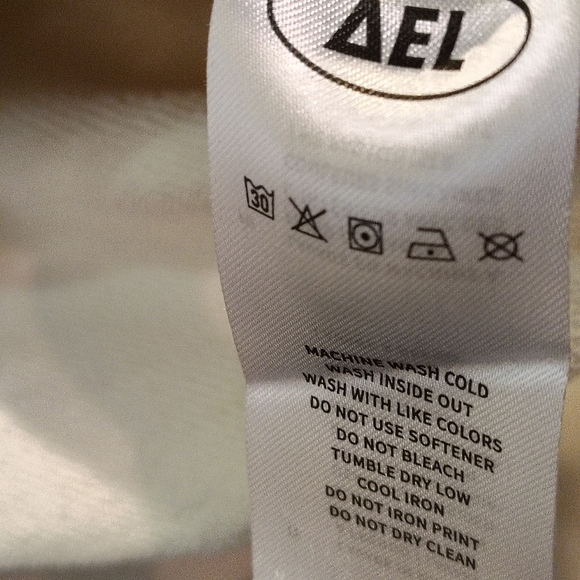 ΔEL
30
MACHINE WASH COLD
WASH INSIDE OUT
WASH WITH LIKE COLORS
DO NOT USE SOFTENER
DO NOT BLEACH
TUMBLE DRY LOW
COOL IRON
DO NOT IRON PRINT
DO NOT DRY CLEAN